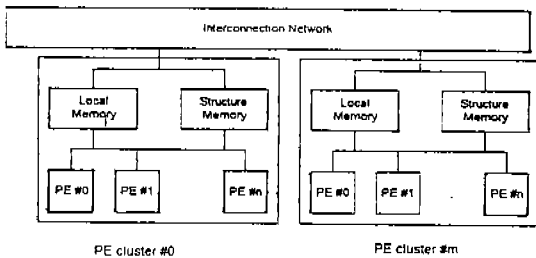 Interconnection Network
Local Memory
Structure Memory
PE #0
PE #1
PE #n
Local Memory
Structure Memory
PE #0
PE #1
PE #n
PE cluster #0
PE cluster #m